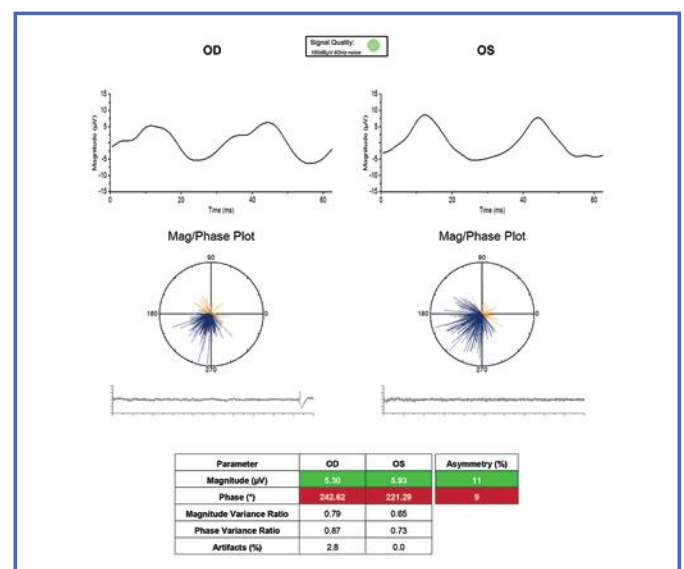 OD
Signal Quality:
OS
15
10
5
0
-5
-10
-15
Magnitude (µV)
0
20
40
60
Time (ms)
15
10
5
0
-5
-10
-15
Magnitude (µV)
0
20
40
60
Time (ms)
Mag/Phase Plot
90
180
0
270
Mag/Phase Plot
90
180
0
270
Parameter OD OS Asymmetry (%)
Magnitude (µV) 5.30 5.93 11
Phase (°) 242.62 221.29 9
Magnitude Variance Ratio 0.79 0.65
Phase Variance Ratio 0.87 0.73
Artifacts (%) 2.8 0.0